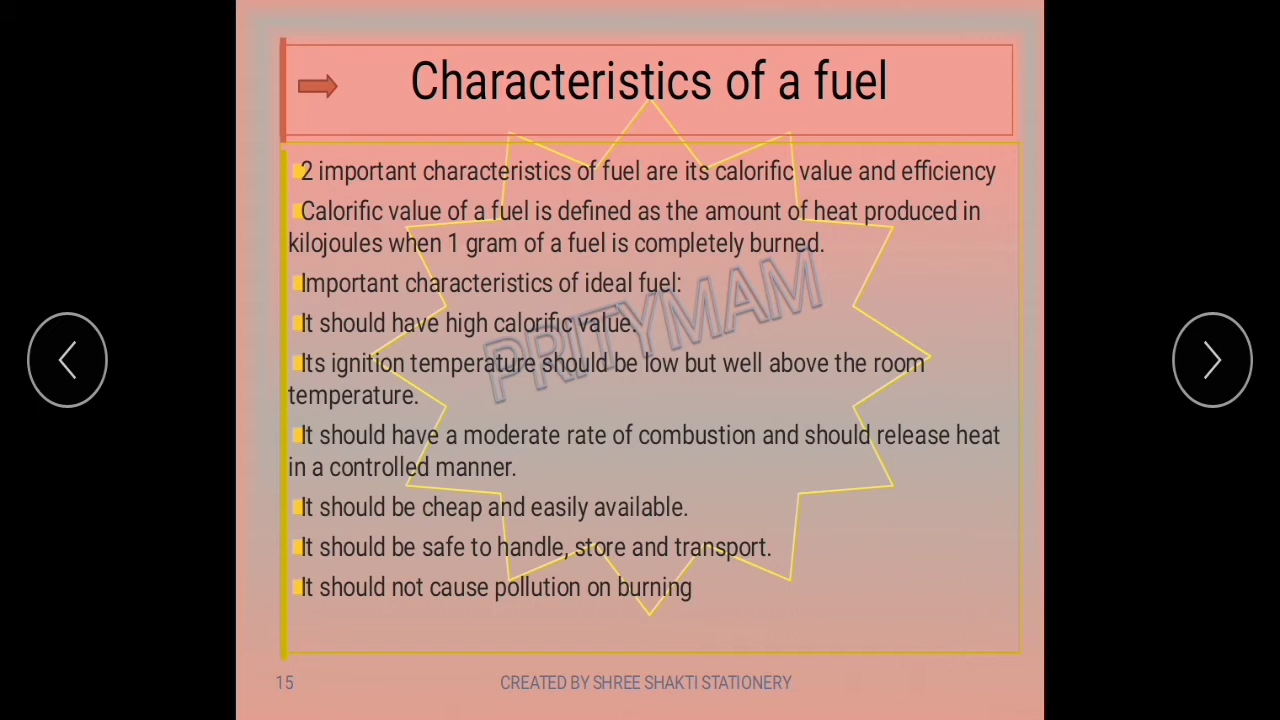 Characteristics of a fuel
2 important characteristics of fuel are its calorific value and efficiency
Calorific value of a fuel is defined as the amount of heat produced in
kilojoules when 1 gram of a fuel is completely burned.
Important characteristics of ideal fuel:
It should have high calorific value.
Its ignition temperature should be low but well above the room
temperature.
It should have a moderate rate of combustion and should release heat
in a controlled manner.
It should be cheap and easily available.
It should be safe to handle, store and transport.
It should not cause pollution on burning
PRITYMAM
15 CREATED BY SHREE SHAKTI STATIONERY